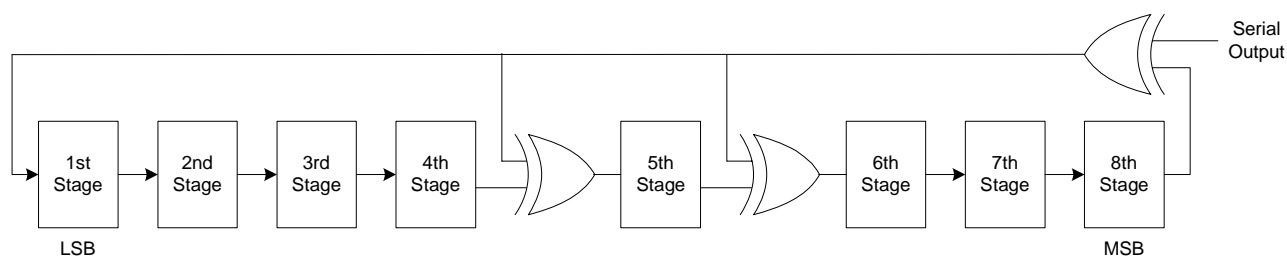 Serial
Output
1st
Stage
2nd
Stage
3rd
Stage
4th
Stage
5th
Stage
6th
Stage
7th
Stage
8th
Stage
LSB
MSB